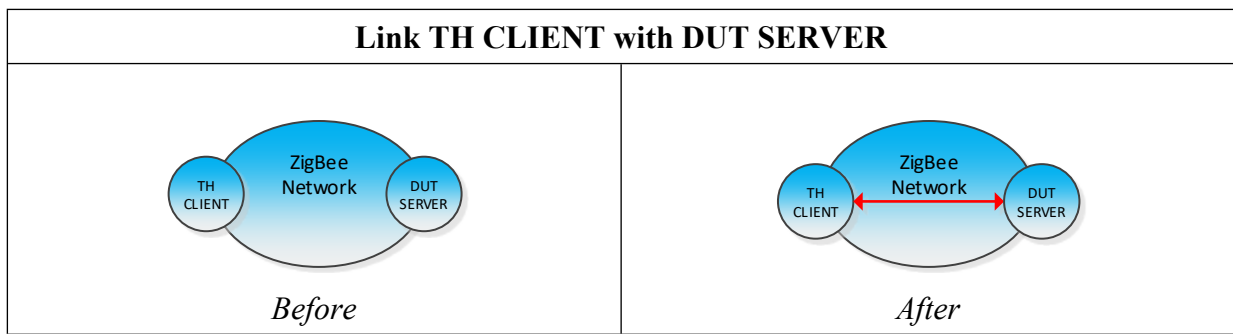 Link TH CLIENT with DUT SERVER
ZigBee
Network
TH
CLIENT
DUT
SERVER
Before
ZigBee
Network
TH
CLIENT
DUT
SERVER
After